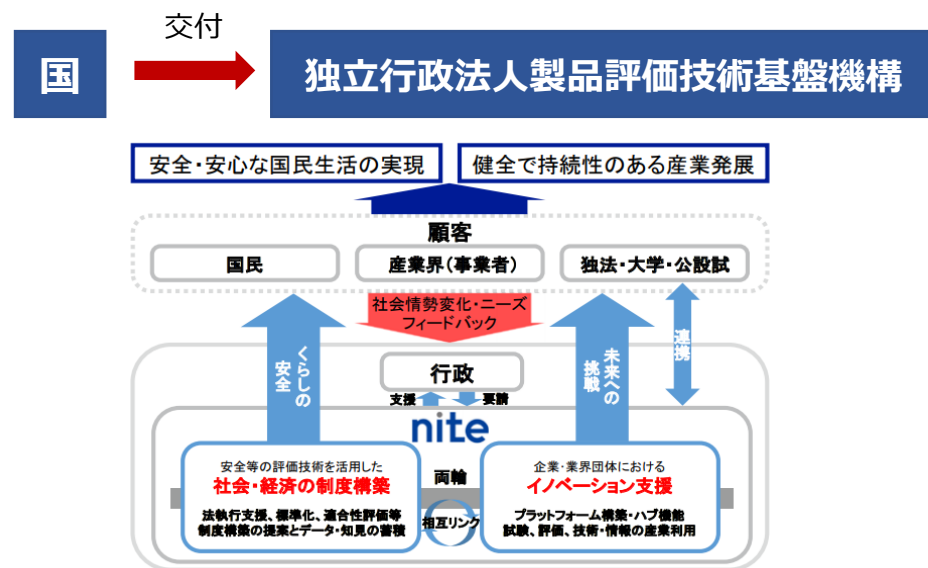 交付
国
独立行政法人製品評価技術基盤機構
安全・安心な国民生活の実現
健全で持続性のある産業発展
顧客
国民
産業界(事業者)
独法・大学・公設試
社会情勢変化・ニーズ
フィードバック
くらしの
安全
未来への
挑戦
連携
行政
支援
要請
nite
安全等の評価技術を活用した
社会・経済の制度構築
法執行支援、標準化、適合性評価等
制度構築の提案とデータ・知見の蓄積
両輪
相互リンク
企業・業界団体における
イノベーション支援
プラットフォーム構築・ハブ機能
試験、評価、技術・情報の産業利用